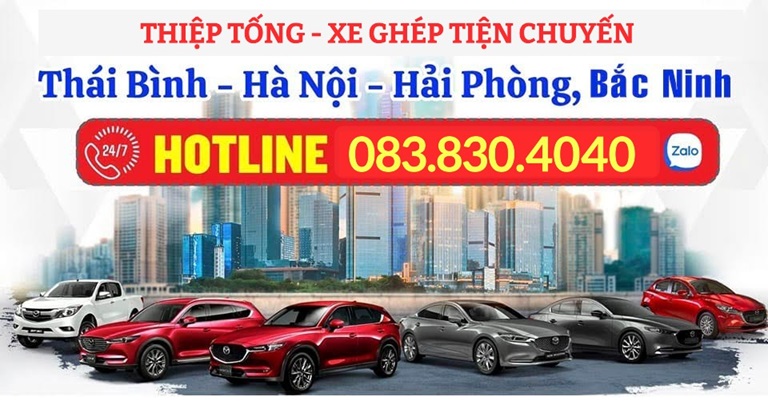 THIỆP TỐNG - XE GHÉP TIỆN CHUYẾN
Thái Bình - Hà Nội - Hải Phòng, Bắc Ninh
24/7 HOTLINE 083.830.4040 Zalo